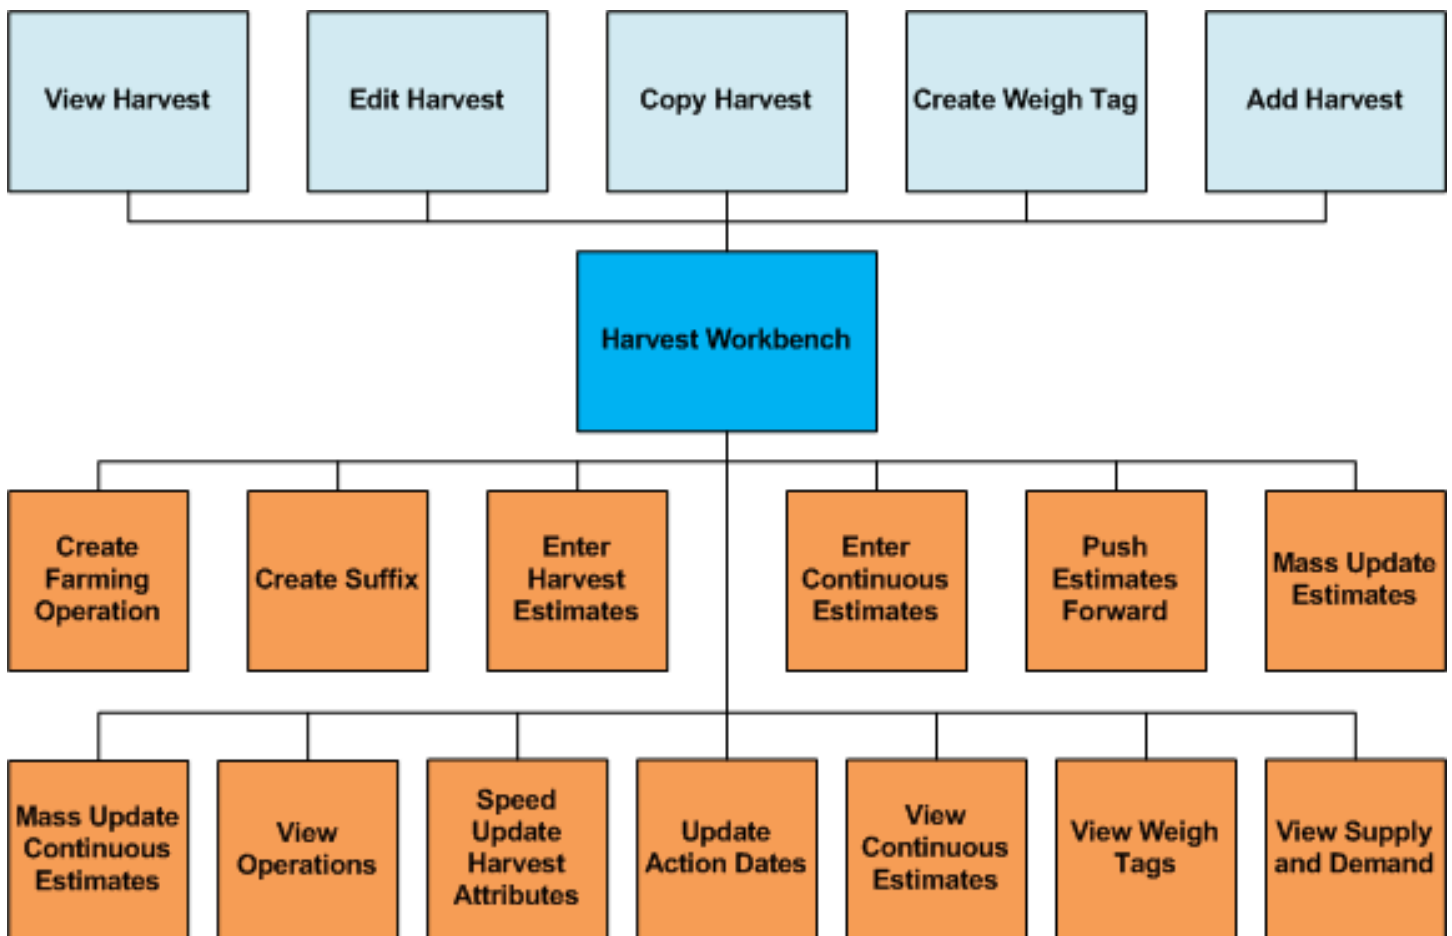 View Harvest
Edit Harvest
Copy Harvest
Create Weigh Tag
Add Harvest
Harvest Workbench
Create
Farming
Operation
Create Suffix
Enter
Harvest
Estimates
Enter
Continuous
Estimates
Push
Estimates
Forward
Mass Update
Estimates
Mass Update
Continuous
Estimates
View
Operations
Speed
Update
Harvest
Attributes
Update
Action Dates
View
Continuous
Estimates
View Weigh
Tags
View Supply
and Demand